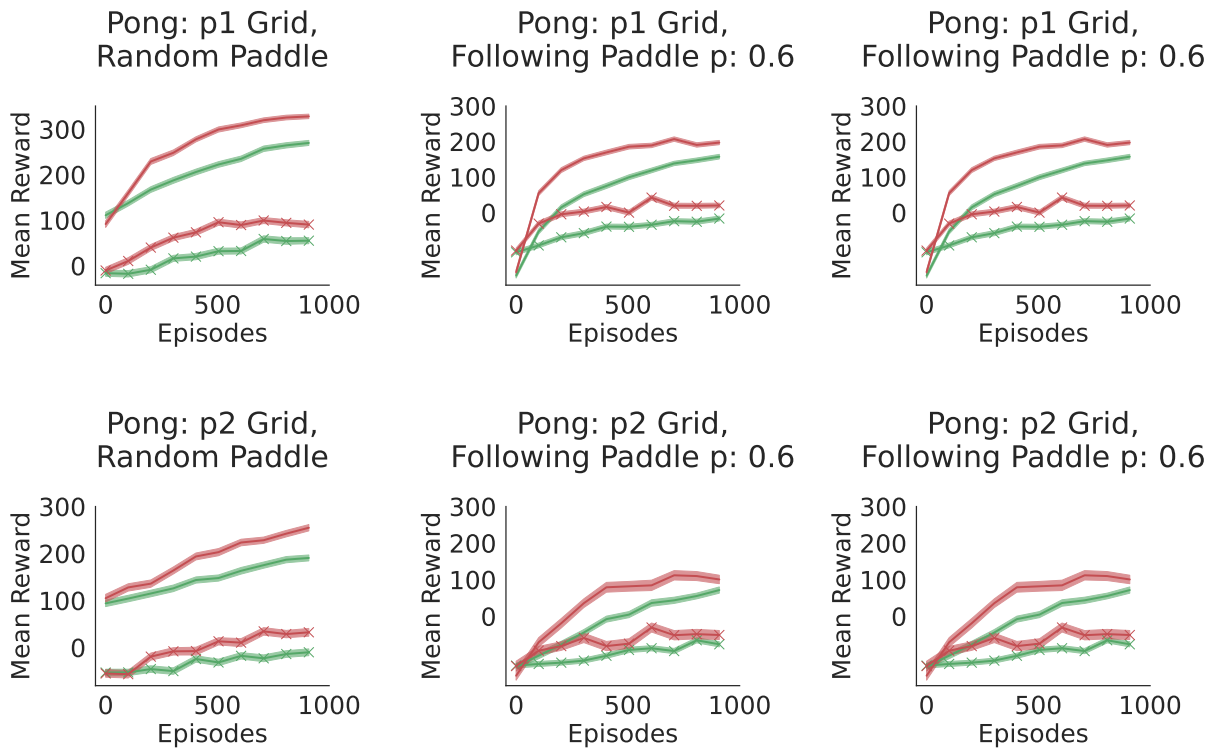 Pong: p1 Grid,
Random Paddle
Pong: p1 Grid,
Following Paddle p: 0.6
Pong: p1 Grid,
Following Paddle p: 0.6
Mean Reward
300
200
100
0
0
500
1000
Episodes
Mean Reward
300
200
100
0
0
500
1000
Episodes
Mean Reward
300
200
100
0
0
500
1000
Episodes
Pong: p2 Grid,
Random Paddle
Pong: p2 Grid,
Following Paddle p: 0.6
Pong: p2 Grid,
Following Paddle p: 0.6
Mean Reward
300
200
100
0
0
500
1000
Episodes
Mean Reward
300
200
100
0
0
500
1000
Episodes
Mean Reward
300
200
100
0
0
500
1000
Episodes